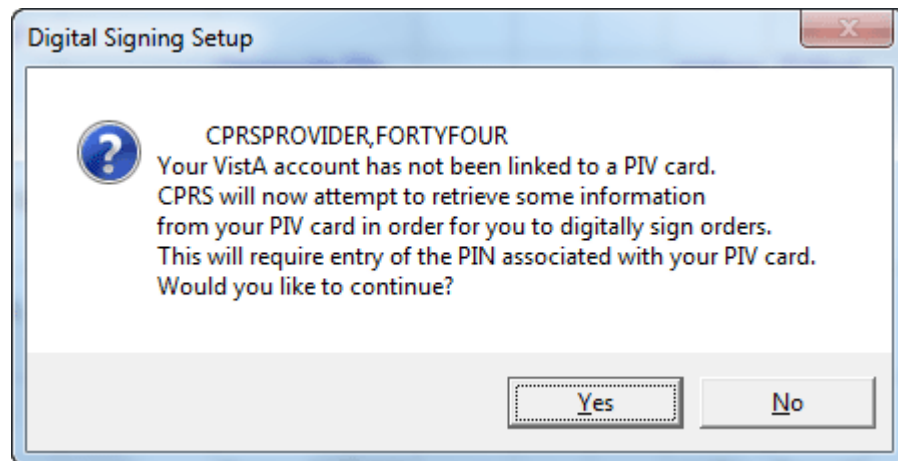 Digital Signing Setup
CPRSPROVIDER,FORTYFOUR
Your VistA account has not been linked to a PIV card.
CPRS will now attempt to retrieve some information
from your PIV card in order for you to digitally sign orders.
This will require entry of the PIN associated with your PIV card.
Would you like to continue?
Yes No